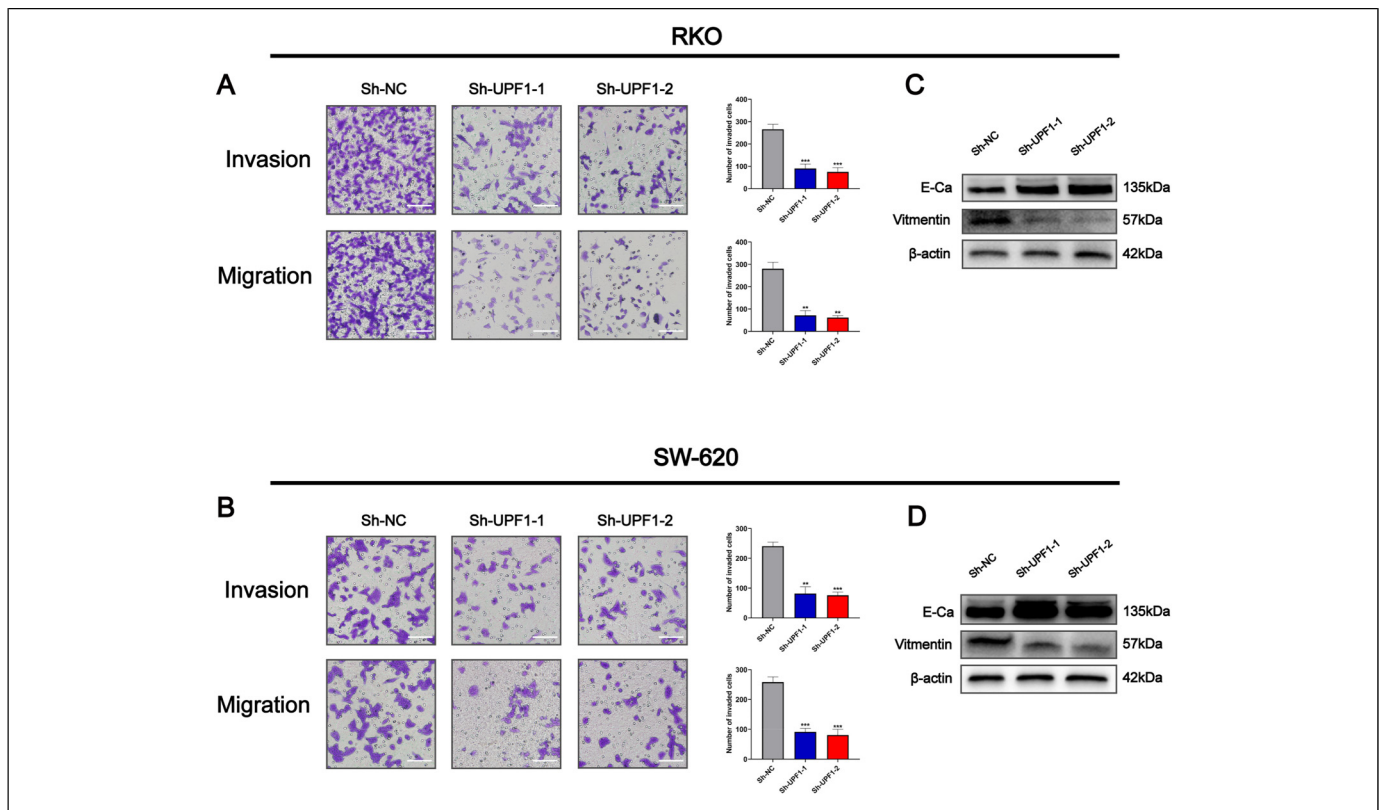 RKO
A
Sh-NC Sh-UPF1-1 Sh-UPF1-2
Invasion
Migration
Number of invaded cells
400
300
200
100
0
***
***
Sh-NC
Sh-UPF1-1
Sh-UPF1-2
Number of invaded cells
400
300
200
100
0
**
**
Sh-NC
Sh-UPF1-1
Sh-UPF1-2
C
Sh-NC Sh-UPF1-1 Sh-UPF1-2
E-Ca 135kDa
Vitmentin 57kDa
β-actin 42kDa
SW-620
B
Sh-NC Sh-UPF1-1 Sh-UPF1-2
Invasion
Migration
Number of invaded cells
300
200
100
0
**
***
Sh-NC
Sh-UPF1-1
Sh-UPF1-2
Number of invaded cells
300
200
100
0
***
***
Sh-NC
Sh-UPF1-1
Sh-UPF1-2
D
Sh-NC Sh-UPF1-1 Sh-UPF1-2
E-Ca 135kDa
Vitmentin 57kDa
β-actin 42kDa